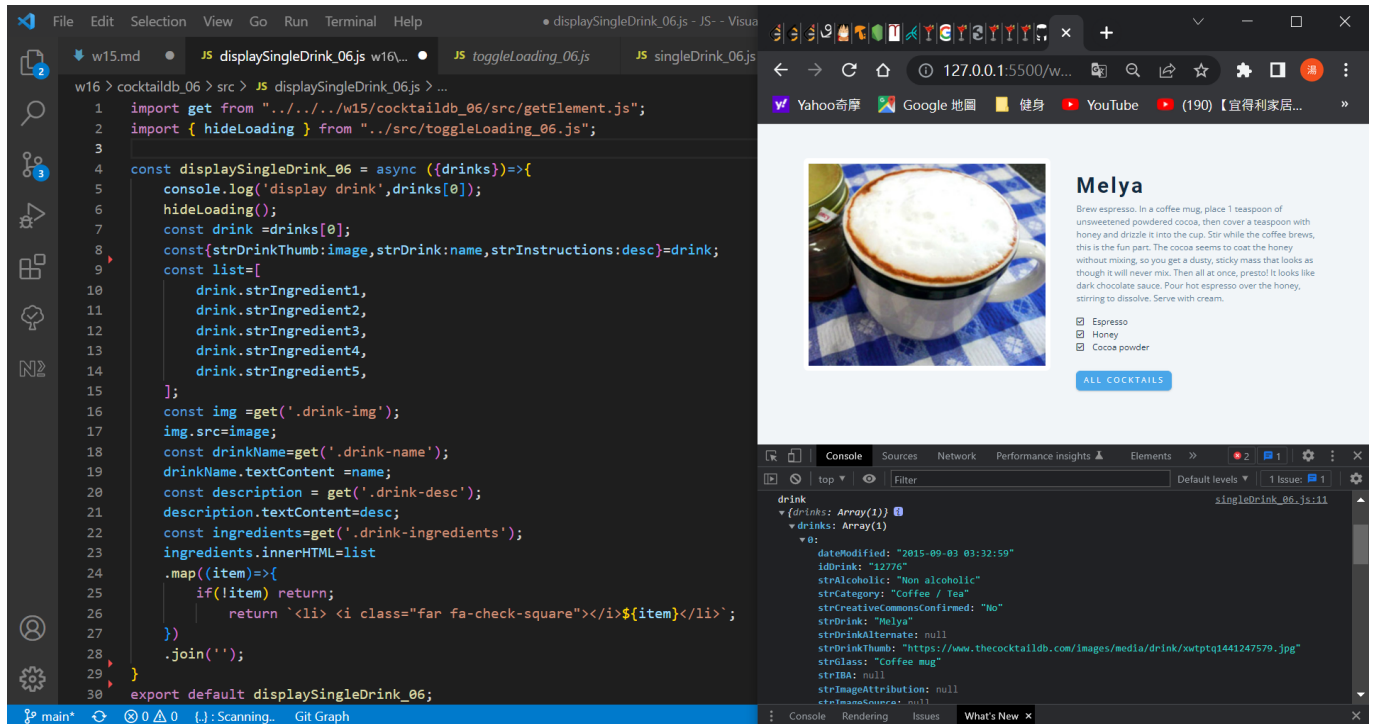 File Edit Selection View Go Run Terminal Help
● displaySingleDrink_06.js - JS- - Visua
w15.md ●
JS displaySingleDrink_06.js w16\... ●
JS toggleLoading_06.js
JS singleDrink_06.js
w16 > cocktaildb_06 > src > JS displaySingleDrink_06.js > ...
1 import get from "../../../w15/cocktaildb_06/src/getElement.js";
2 import { hideLoading } from "../src/toggleLoading_06.js";
3
4 const displaySingleDrink_06 = async ({drinks})=>{
5 console.log('display drink',drinks[0]);
6 hideLoading();
7 const drink =drinks[0];
8 const{strDrinkThumb:image,strDrink:name,strInstructions:desc}=drink;
9 const list=[
10 drink.strIngredient1,
11 drink.strIngredient2,
12 drink.strIngredient3,
13 drink.strIngredient4,
14 drink.strIngredient5,
15 ];
16 const img =get('.drink-img');
17 img.src=image;
18 const drinkName=get('.drink-name');
19 drinkName.textContent =name;
20 const description = get('.drink-desc');
21 description.textContent=desc;
22 const ingredients=get('.drink-ingredients');
23 ingredients.innerHTML=list
24 .map((item)=>{
25 if(!item) return;
26 return `<li> <i class="far fa-check-square"></i>${item}</li>`;
27 })
28 .join('');
29 }
30 export default displaySingleDrink_06;
2
3
main* ⊗ 0 ⚠ 0 {..} : Scanning.. Git Graph
127.0.0.1:5500/w...
湯
Yahoo奇摩 Google 地圖 健身 YouTube (190)【宜得利家居... »
Melya
Brew espresso. In a coffee mug, place 1 teaspoon of
unsweetened powdered cocoa, then cover a teaspoon with
honey and drizzle it into the cup. Stir while the coffee brews,
this is the fun part. The cocoa seems to coat the honey
without mixing, so you get a dusty, sticky mass that looks as
though it will never mix. Then all at once, presto! It looks like
dark chocolate sauce. Pour hot espresso over the honey,
stirring to dissolve. Serve with cream.
Espresso
Honey
Cocoa powder
ALL COCKTAILS
Console Sources Network Performance insights Elements » 2 1
top ▼ Filter Default levels ▼ 1 Issue: 1
drink singleDrink_06.js:11
▼{drinks: Array(1)}
▼drinks: Array(1)
▼0:
dateModified: "2015-09-03 03:32:59"
idDrink: "12776"
strAlcoholic: "Non alcoholic"
strCategory: "Coffee / Tea"
strCreativeCommonsConfirmed: "No"
strDrink: "Melya"
strDrinkAlternate: null
strDrinkThumb: "https://www.thecocktaildb.com/images/media/drink/xwtptq1441247579.jpg"
strGlass: "Coffee mug"
strIBA: null
strImageAttribution: null
strImageSource: null
Console Rendering Issues What's New ×